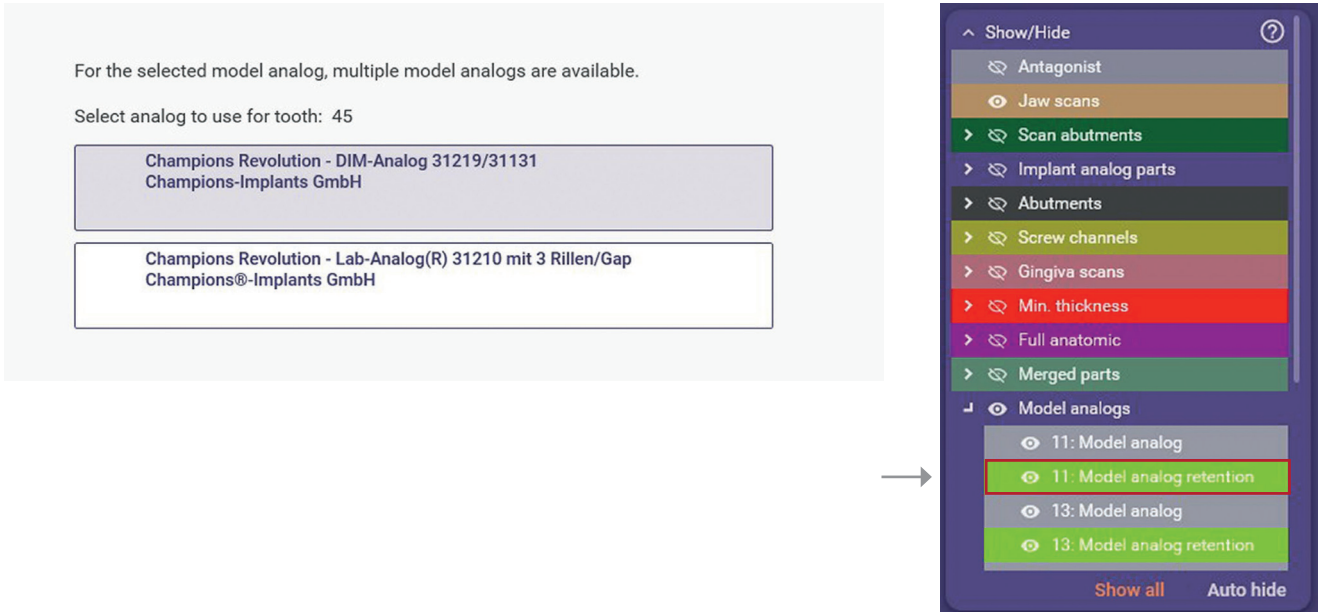 For the selected model analog, multiple model analogs are available.
Select analog to use for tooth: 45
Champions Revolution - DIM-Analog 31219/31131
Champions-Implants GmbH
Champions Revolution - Lab-Analog(R) 31210 mit 3 Rillen/Gap
Champions®-Implants GmbH
Show/Hide
Antagonist
Jaw scans
Scan abutments
Implant analog parts
Abutments
Screw channels
Gingiva scans
Min. thickness
Full anatomic
Merged parts
Model analogs
11: Model analog
11: Model analog retention
13: Model analog
13: Model analog retention
Show all Auto hide